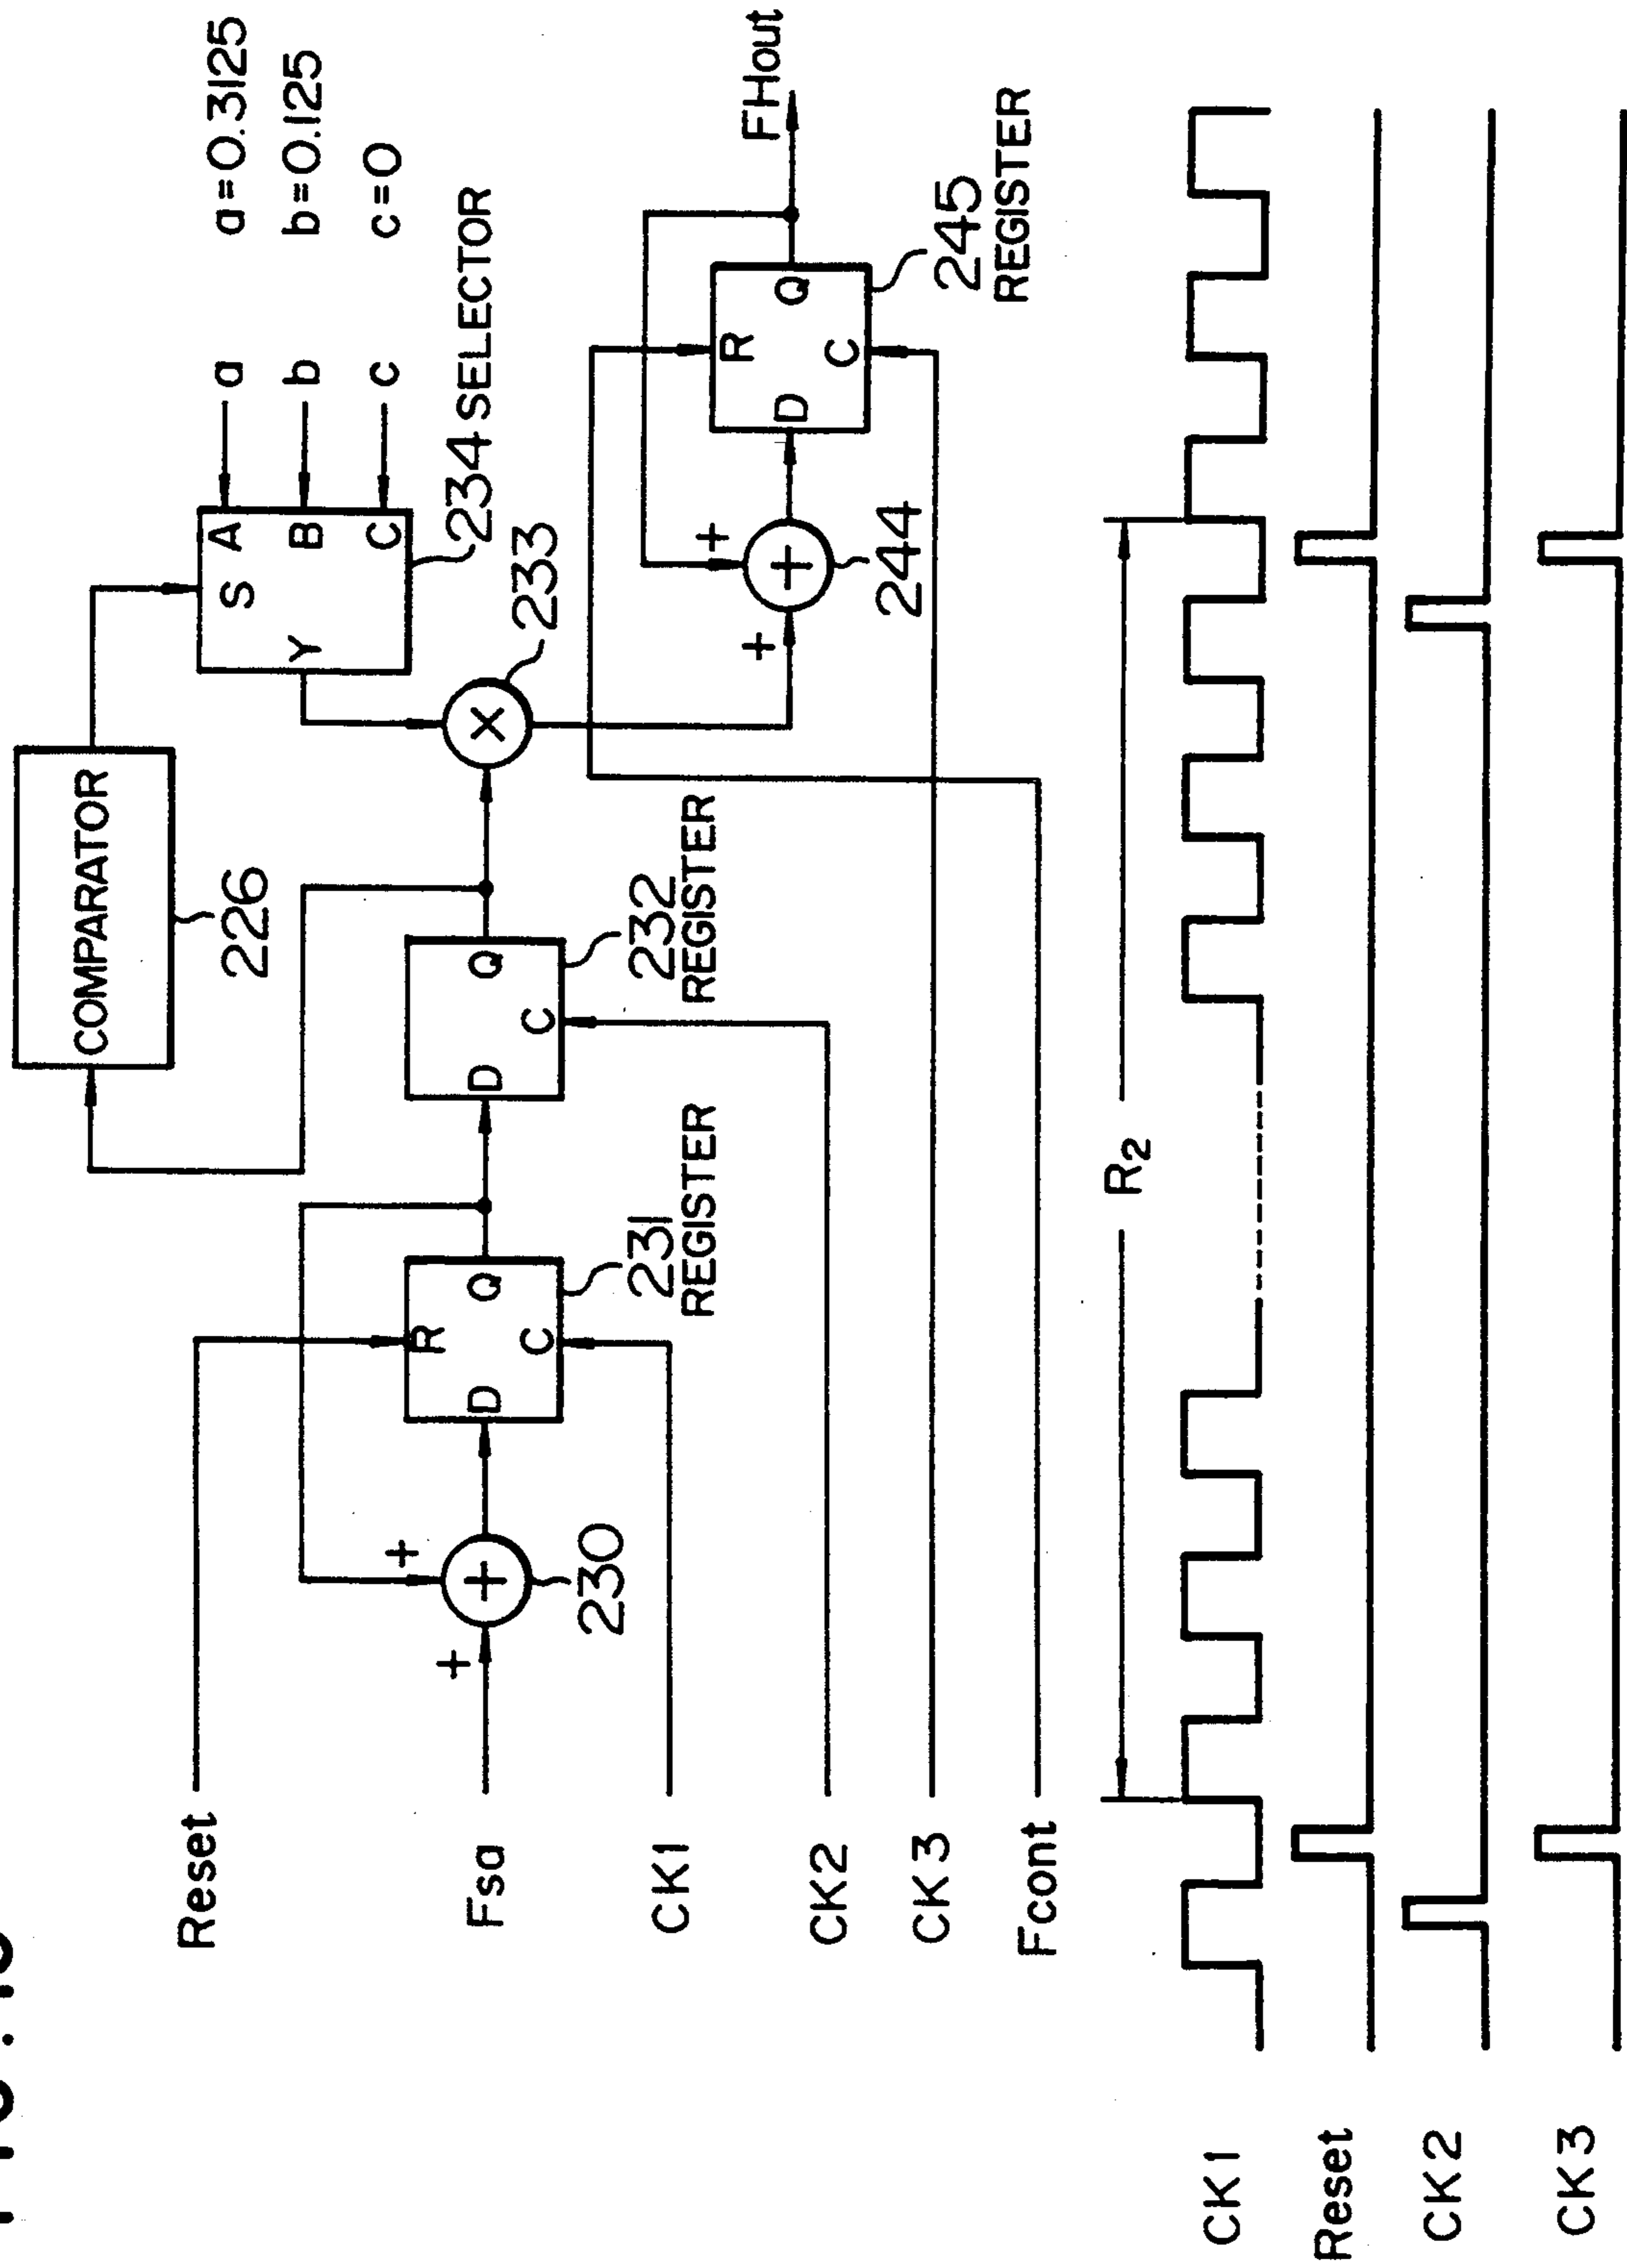 COMPARATOR
226
S
A
B
C
Y
a
b
c
a=0.3125
b=0.125
c=0
234 SELECTOR
233
Reset
Fsa
CK1
CK2
CK3
Fcont
+
+
+
230
D
R
Q
C
231
REGISTER
D
Q
C
232
REGISTER
×
+
+
+
244
D
R
Q
C
245
REGISTER
FHout
R2
CK1
Reset
CK2
CK3